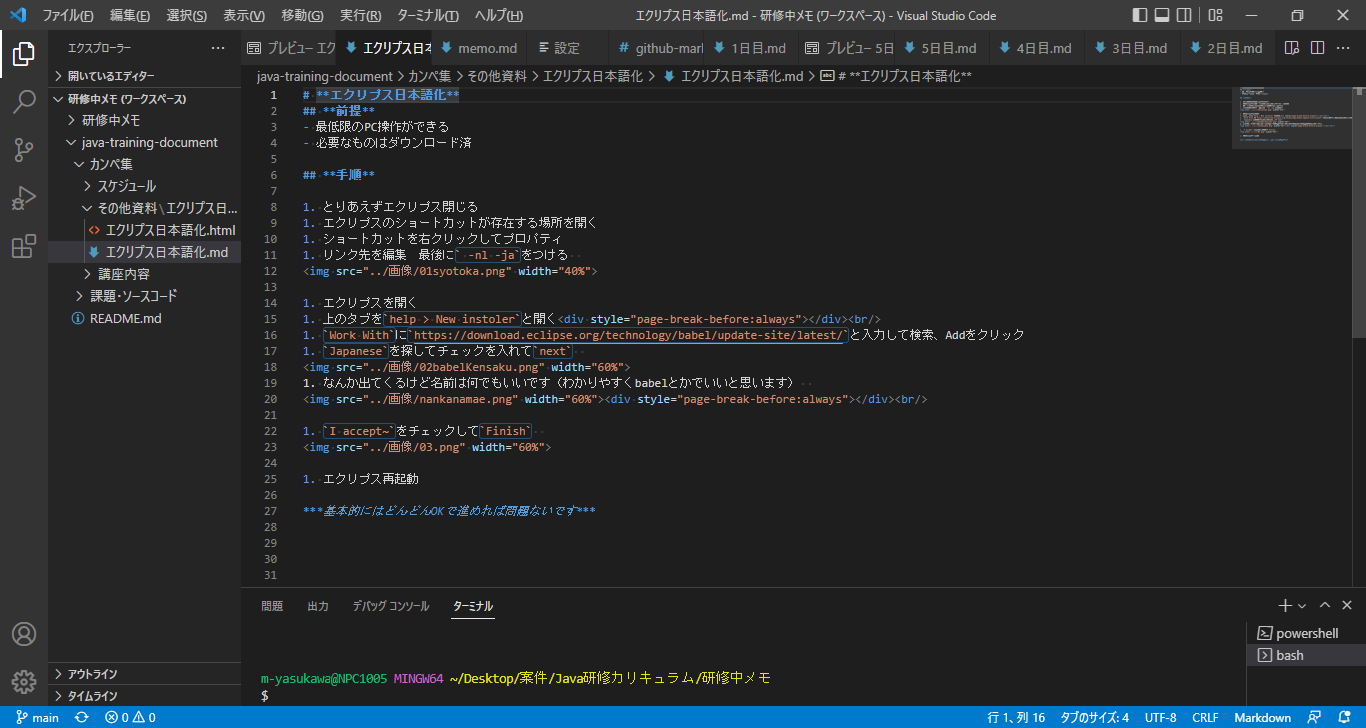 ファイル(F) 編集(E) 選択(S) 表示(V) 移動(G) 実行(R) ターミナル(T) ヘルプ(H) エクリプス日本語化.md - 研修中メモ (ワークスペース) - Visual Studio Code
エクスプローラー
プレビュー エク エクリプス日本 memo.md 設定 github-mar 1日目.md プレビュー 5日 5日目.md 4日目.md 3日目.md 2日目.md
開いているエディター
研修中メモ (ワークスペース)
研修中メモ
java-training-document
カンペ集
スケジュール
その他資料 \ エクリプス日...
エクリプス日本語化.html
エクリプス日本語化.md
講座内容
課題・ソースコード
README.md
アウトライン
タイムライン
java-training-document > カンペ集 > その他資料 > エクリプス日本語化 > エクリプス日本語化.md > # **エクリプス日本語化**
1 # **エクリプス日本語化**
2 ## **前提**
3 - 最低限のPC操作ができる
4 - 必要なものはダウンロード済
5
6 ## **手順**
7
8 1. とりあえずエクリプス閉じる
9 1. エクリプスのショートカットが存在する場所を開く
10 1. ショートカットを右クリックしてプロパティ
11 1. リンク先を編集　最後に` -nl -ja`をつける
12 <img src="../画像/01syotoka.png" width="40%">
13
14 1. エクリプスを開く
15 1. 上のタブを`help > New instoler`と開く<div style="page-break-before:always"></div><br/>
16 1. `Work With`に`https://download.eclipse.org/technology/babel/update-site/latest/`と入力して検索、Addをクリック
17 1. `Japanese`を探してチェックを入れて`next`
18 <img src="../画像/02babelKensaku.png" width="60%">
19 1. なんか出てくるけど名前は何でもいいです（わかりやすくbabelとかでいいと思います）
20 <img src="../画像/nankanamae.png" width="60%"><div style="page-break-before:always"></div><br/>
21
22 1. `I accept~`をチェックして`Finish`
23 <img src="../画像/03.png" width="60%">
24
25 1. エクリプス再起動
26
27 ***基本的にはどんどんOKで進めれば問題ないです***
28
29
30
31
問題 出力 デバッグ コンソール ターミナル
powershell
bash
m-yasukawa@NPC1005 MINGW64 ~/Desktop/案件/Java研修カリキュラム/研修中メモ
$
main 0 0 行 1、列 16 タブのサイズ: 4 UTF-8 CRLF Markdown